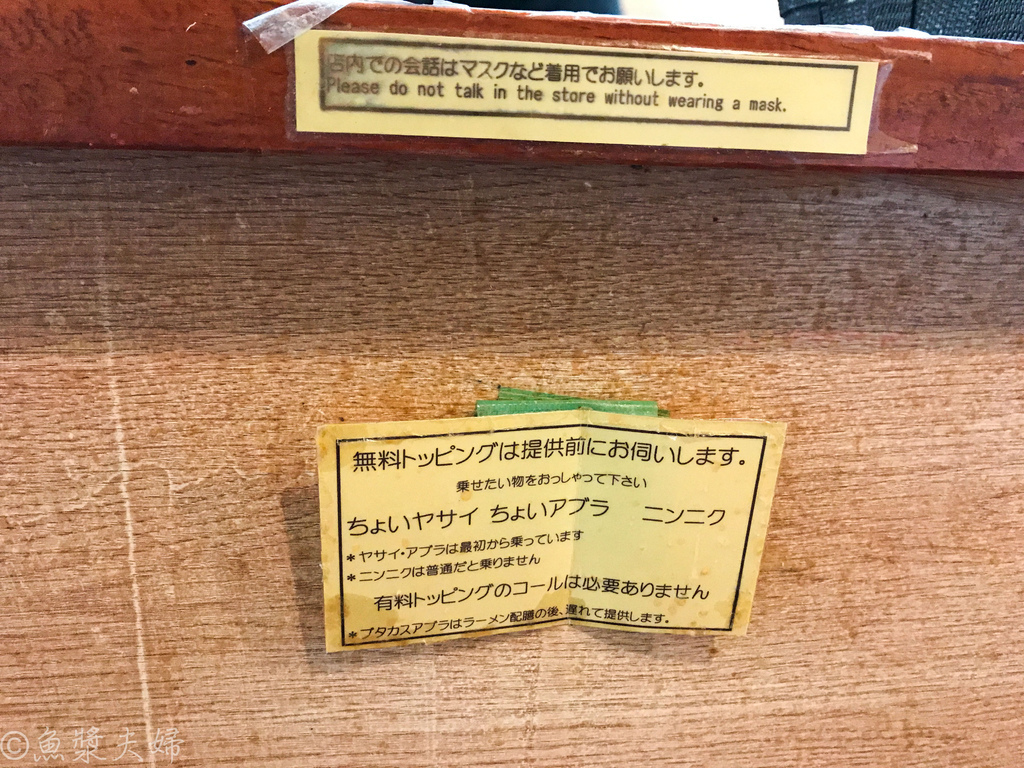 店内での会話はマスクなど着用でお願いします。
Please do not talk in the store without wearing a mask.
無料トッピングは提供前にお伺いします。
乗せたい物をおっしゃって下さい
ちょいヤサイ ちょいアブラ ニンニク
＊ヤサイ・アブラは最初から乗っています
＊ニンニクは普通だと乗りません
有料トッピングのコールは必要ありません
＊ブタカスアブラはラーメン配膳の後、遅れて提供します。
©魚漿夫婦